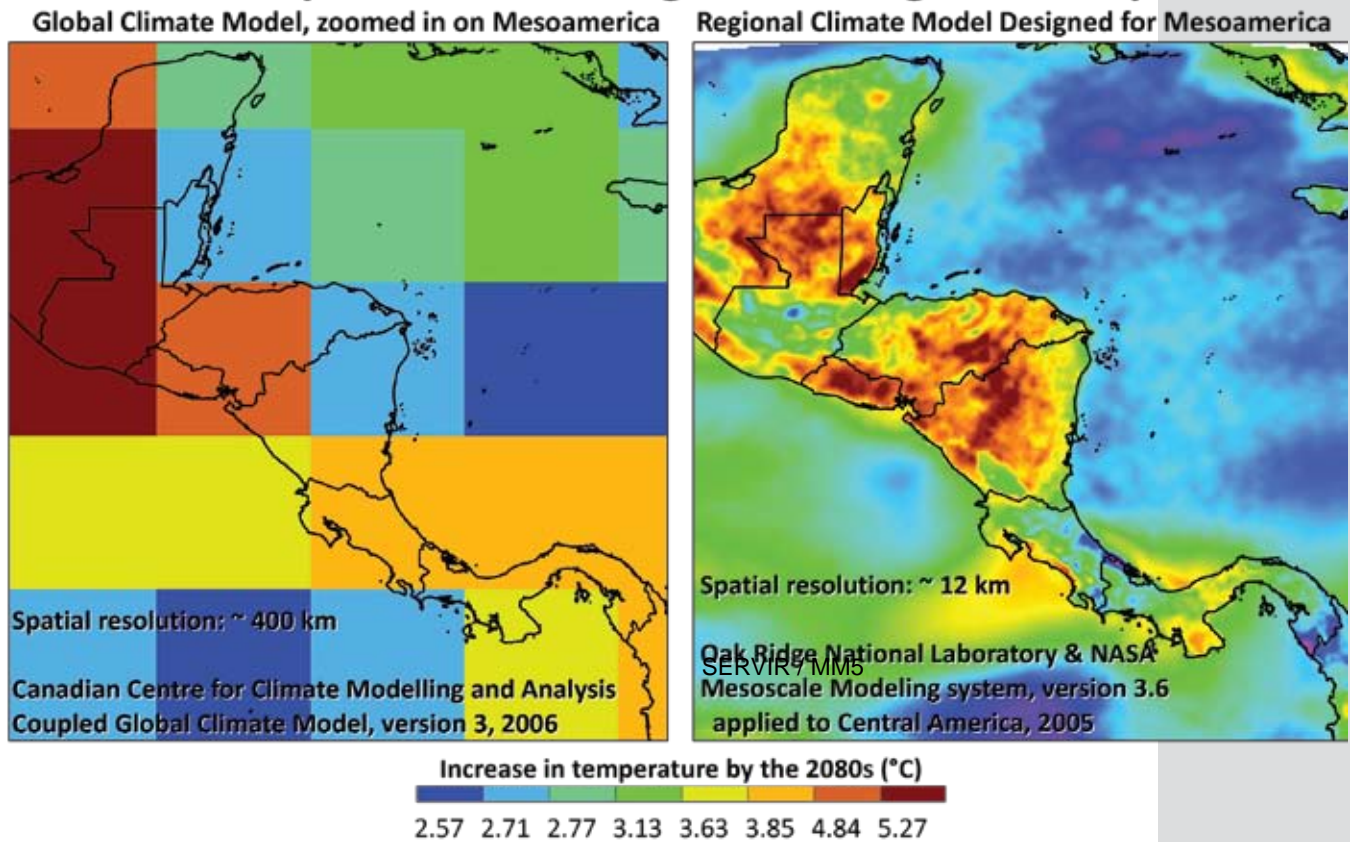 Global Climate Model, zoomed in on Mesoamerica
Regional Climate Model Designed for Mesoamerica
Spatial resolution: ~ 400 km
Canadian Centre for Climate Modelling and Analysis
Coupled Global Climate Model, version 3, 2006
Spatial resolution: ~ 12 km
Oak Ridge National Laboratory & NASA
SERVIR / MM5
Mesoscale Modeling system, version 3.6
applied to Central America, 2005
Increase in temperature by the 2080s (°C)
2.57 2.71 2.77 3.13 3.63 3.85 4.84 5.27